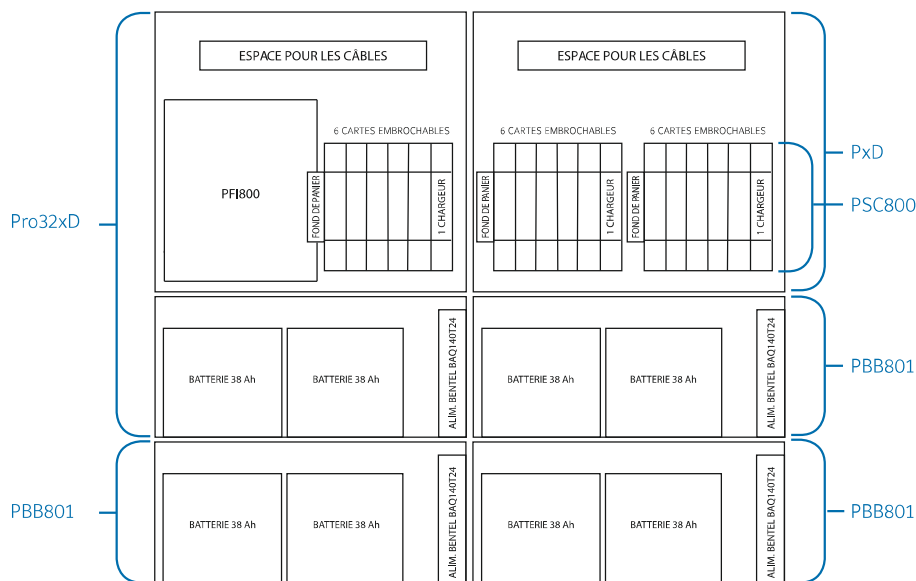 ESPACE POUR LES CÂBLES
ESPACE POUR LES CÂBLES
6 CARTES EMBROCHABLES
6 CARTES EMBROCHABLES
6 CARTES EMBROCHABLES
PxD
PFI800
FOND DE PANIER
1 CHARGEUR
FOND DE PANIER
1 CHARGEUR
FOND DE PANIER
1 CHARGEUR
PSC800
Pro32xD
BATTERIE 38 Ah
BATTERIE 38 Ah
ALIM. BENTEL BAQ140T24
BATTERIE 38 Ah
BATTERIE 38 Ah
ALIM. BENTEL BAQ140T24
PBB801
PBB801
BATTERIE 38 Ah
BATTERIE 38 Ah
ALIM. BENTEL BAQ140T24
BATTERIE 38 Ah
BATTERIE 38 Ah
ALIM. BENTEL BAQ140T24
PBB801